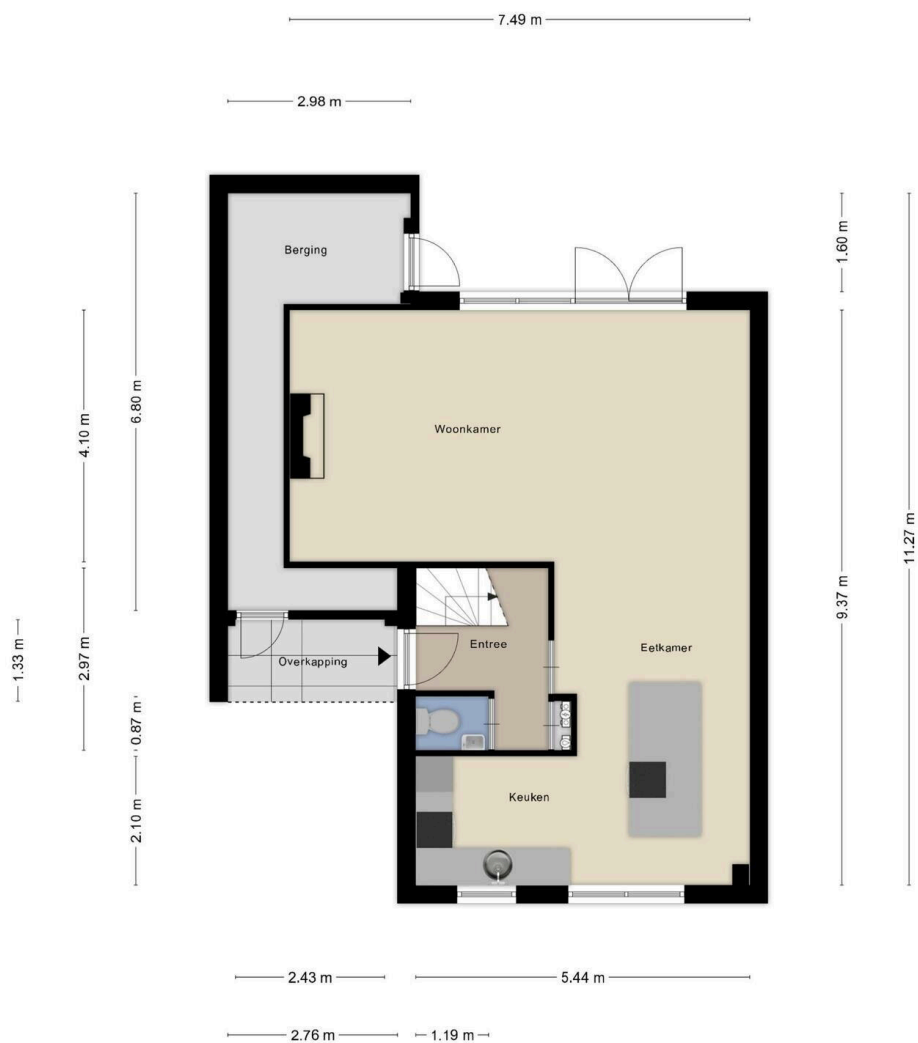 7.49 m
2.98 m
Berging
1.60 m
Woonkamer
4.10 m
6.80 m
9.37 m
11.27 m
Entree
Eetkamer
Overkapping
1.33 m
2.97 m
0.87 m
Keuken
2.10 m
2.43 m
5.44 m
2.76 m
1.19 m